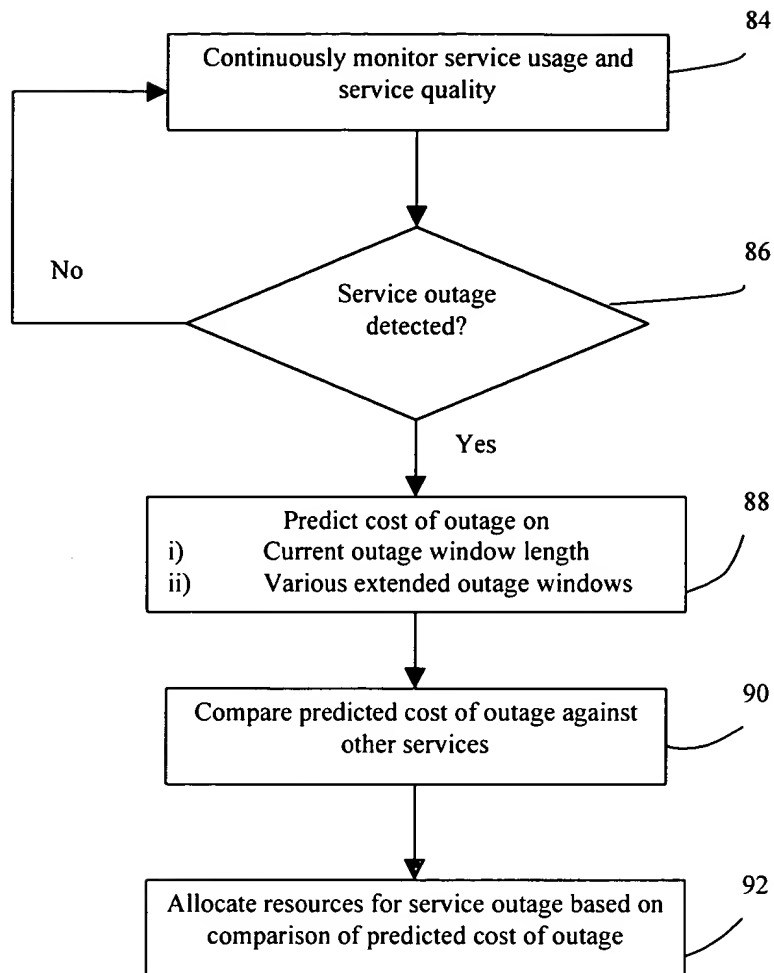 84
Continuously monitor service usage and
service quality
86
No
Service outage
detected?
Yes
88
Predict cost of outage on
i) Current outage window length
ii) Various extended outage windows
90
Compare predicted cost of outage against
other services
92
Allocate resources for service outage based on
comparison of predicted cost of outage